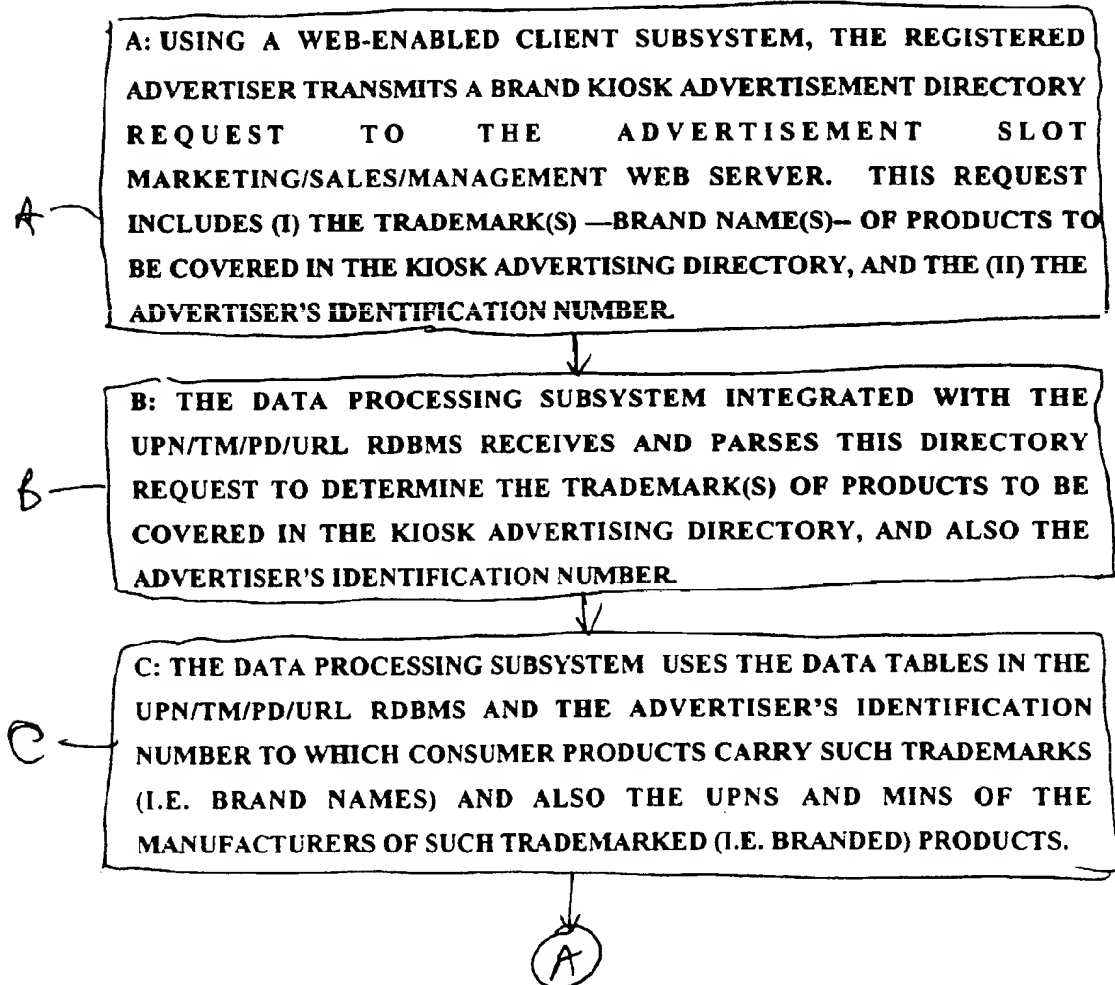 A: USING A WEB-ENABLED CLIENT SUBSYSTEM, THE REGISTERED
ADVERTISER TRANSMITS A BRAND KIOSK ADVERTISEMENT DIRECTORY
REQUEST TO THE ADVERTISEMENT SLOT
MARKETING/SALES/MANAGEMENT WEB SERVER. THIS REQUEST
A
INCLUDES (I) THE TRADEMARK(S) —BRAND NAME(S)– OF PRODUCTS TO
BE COVERED IN THE KIOSK ADVERTISING DIRECTORY, AND THE (II) THE
ADVERTISER'S IDENTIFICATION NUMBER.
B: THE DATA PROCESSING SUBSYSTEM INTEGRATED WITH THE
UPN/TM/PD/URL RDBMS RECEIVES AND PARSES THIS DIRECTORY
B
REQUEST TO DETERMINE THE TRADEMARK(S) OF PRODUCTS TO BE
COVERED IN THE KIOSK ADVERTISING DIRECTORY, AND ALSO THE
ADVERTISER'S IDENTIFICATION NUMBER.
C: THE DATA PROCESSING SUBSYSTEM USES THE DATA TABLES IN THE
UPN/TM/PD/URL RDBMS AND THE ADVERTISER'S IDENTIFICATION
C
NUMBER TO WHICH CONSUMER PRODUCTS CARRY SUCH TRADEMARKS
(I.E. BRAND NAMES) AND ALSO THE UPNS AND MINS OF THE
MANUFACTURERS OF SUCH TRADEMARKED (I.E. BRANDED) PRODUCTS.
A